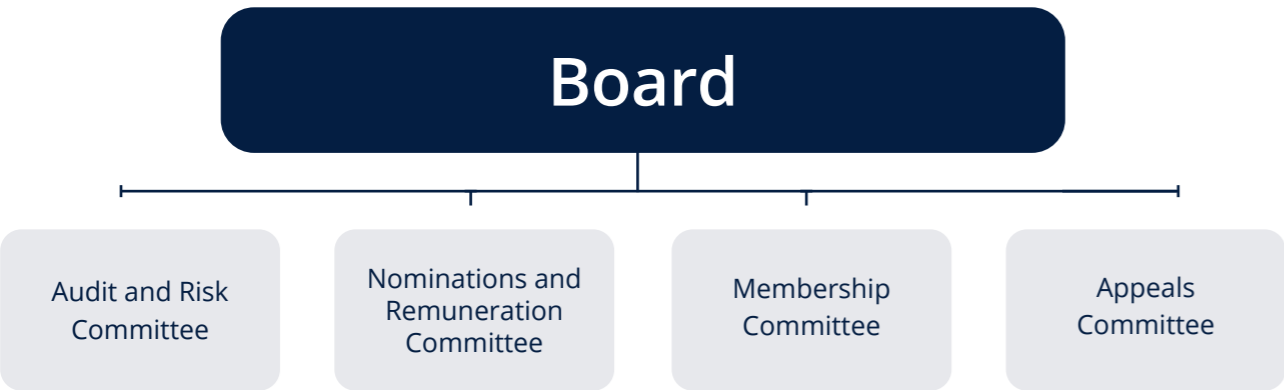 Board
Audit and Risk
Committee
Nominations and
Remuneration
Committee
Membership
Committee
Appeals
Committee